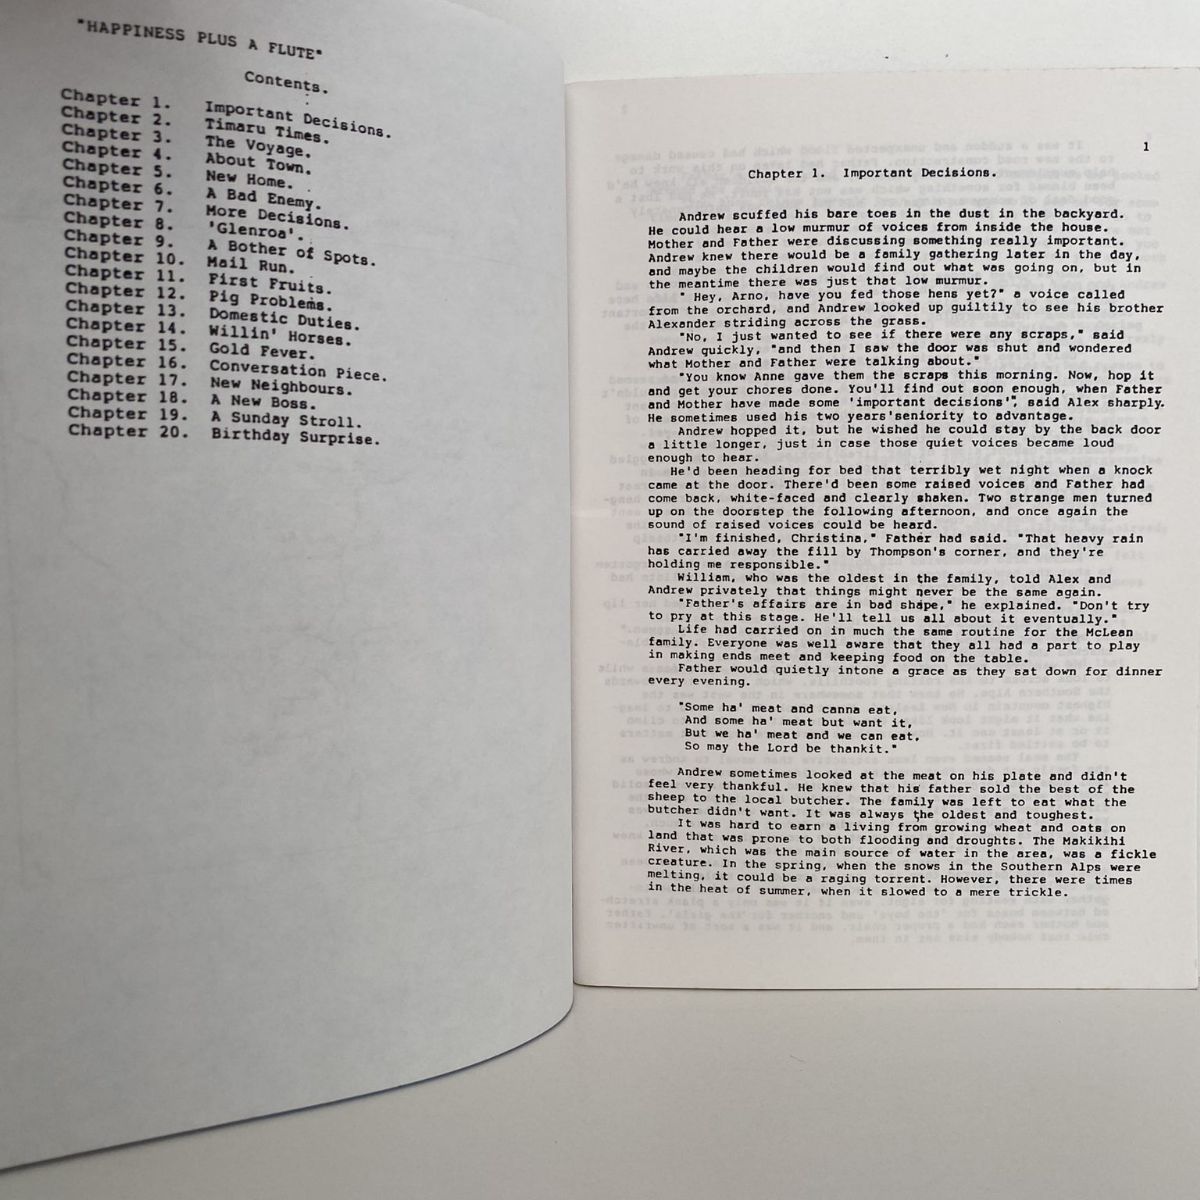 "HAPPINESS PLUS A FLUTE"
Contents.
Chapter 1. Important Decisions.
Chapter 2. Timaru Times.
Chapter 3. The Voyage.
Chapter 4. About Town.
Chapter 5. New Home.
Chapter 6. A Bad Enemy.
Chapter 7. More Decisions.
Chapter 8. 'Glenroa'.
Chapter 9. A Bother of Spots.
Chapter 10. Mail Run.
Chapter 11. First Fruits.
Chapter 12. Pig Problems.
Chapter 13. Domestic Duties.
Chapter 14. Willin' Horses.
Chapter 15. Gold Fever.
Chapter 16. Conversation Piece.
Chapter 17. New Neighbours.
Chapter 18. A New Boss.
Chapter 19. A Sunday Stroll.
Chapter 20. Birthday Surprise.
1
Chapter 1. Important Decisions.
Andrew scuffed his bare toes in the dust in the backyard.
He could hear a low murmur of voices from inside the house.
Mother and Father were discussing something really important.
Andrew knew there would be a family gathering later in the day,
and maybe the children would find out what was going on, but in
the meantime there was just that low murmur.
" Hey, Arno, have you fed those hens yet?" a voice called
from the orchard, and Andrew looked up guiltily to see his brother
Alexander striding across the grass.
"No, I just wanted to see if there were any scraps," said
Andrew quickly, "and then I saw the door was shut and wondered
what Mother and Father were talking about."
"You know Anne gave them the scraps this morning. Now, hop it
and get your chores done. You'll find out soon enough, when Father
and Mother have made some 'important decisions'", said Alex sharply.
He sometimes used his two years'seniority to advantage.
Andrew hopped it, but he wished he could stay by the back door
a little longer, just in case those quiet voices became loud
enough to hear.
He'd been heading for bed that terribly wet night when a knock
came at the door. There'd been some raised voices and Father had
come back, white-faced and clearly shaken. Two strange men turned
up on the doorstep the following afternoon, and once again the
sound of raised voices could be heard.
"I'm finished, Christina," Father had said. "That heavy rain
has carried away the fill by Thompson's corner, and they're
holding me responsible."
William, who was the oldest in the family, told Alex and
Andrew privately that things might never be the same again.
"Father's affairs are in bad shape," he explained. "Don't try
to pry at this stage. He'll tell us all about it eventually."
Life had carried on in much the same routine for the McLean
family. Everyone was well aware that they all had a part to play
in making ends meet and keeping food on the table.
Father would quietly intone a grace as they sat down for dinner
every evening.
"Some ha' meat and canna eat,
And some ha' meat but want it,
But we ha' meat and we can eat,
So may the Lord be thankit."
Andrew sometimes looked at the meat on his plate and didn't
feel very thankful. He knew that his father sold the best of the
sheep to the local butcher. The family was left to eat what the
butcher didn't want. It was always the oldest and toughest.
It was hard to earn a living from growing wheat and oats on
land that was prone to both flooding and droughts. The Makikihi
River, which was the main source of water in the area, was a fickle
creature. In the spring, when the snows in the Southern Alps were
melting, it could be a raging torrent. However, there were times
in the heat of summer, when it slowed to a mere trickle.